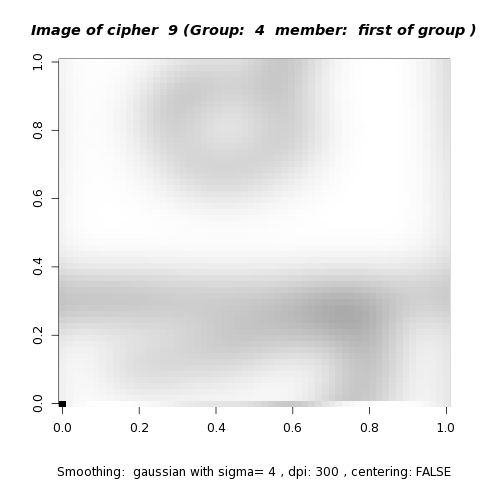 Image of cipher 9 (Group: 4 member: first of group )
1.0
0.8
0.6
0.4
0.2
0.0
0.0 0.2 0.4 0.6 0.8 1.0
Smoothing: gaussian with sigma= 4 , dpi: 300 , centering: FALSE